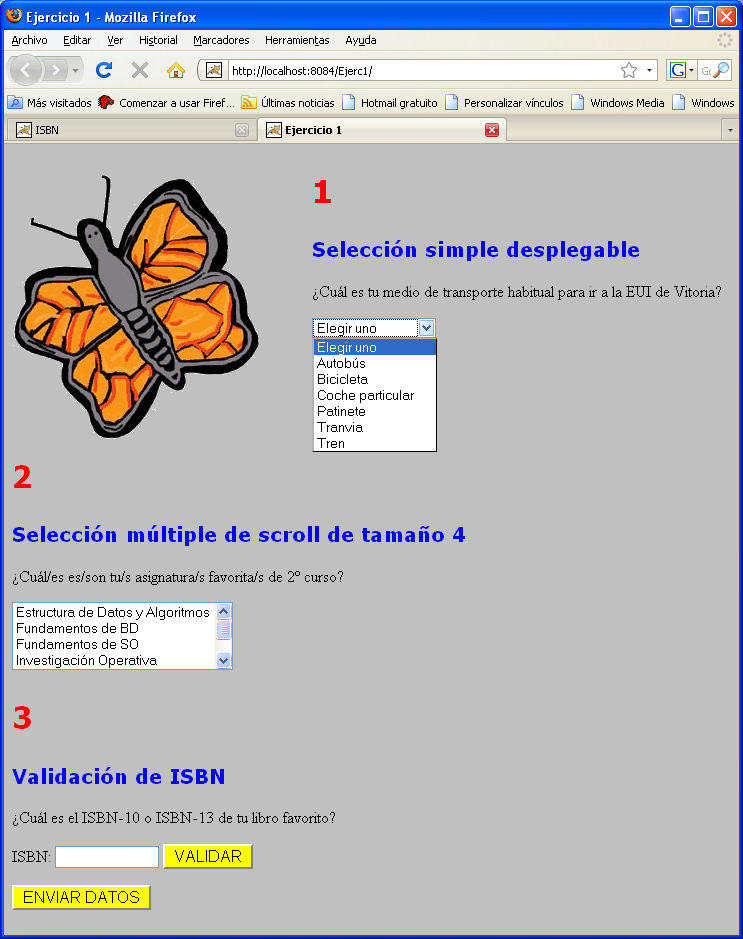 Ejercicio 1 - Mozilla Firefox
Archivo Editar Ver Historial Marcadores Herramientas Ayuda
http://localhost:8084/Ejerc1/ G
Más visitados Comenzar a usar Firef... Últimas noticias Hotmail gratuito Personalizar vínculos Windows Media Windows
ISBN Ejercicio 1
1
Selección simple desplegable
¿Cuál es tu medio de transporte habitual para ir a la EUI de Vitoria?
Elegir uno
Elegir uno
Autobús
Bicicleta
Coche particular
Patinete
Tranvia
Tren
2
Selección múltiple de scroll de tamaño 4
¿Cuál/es es/son tu/s asignatura/s favorita/s de 2º curso?
Estructura de Datos y Algoritmos
Fundamentos de BD
Fundamentos de SO
Investigación Operativa
3
Validación de ISBN
¿Cuál es el ISBN-10 o ISBN-13 de tu libro favorito?
ISBN: VALIDAR
ENVIAR DATOS